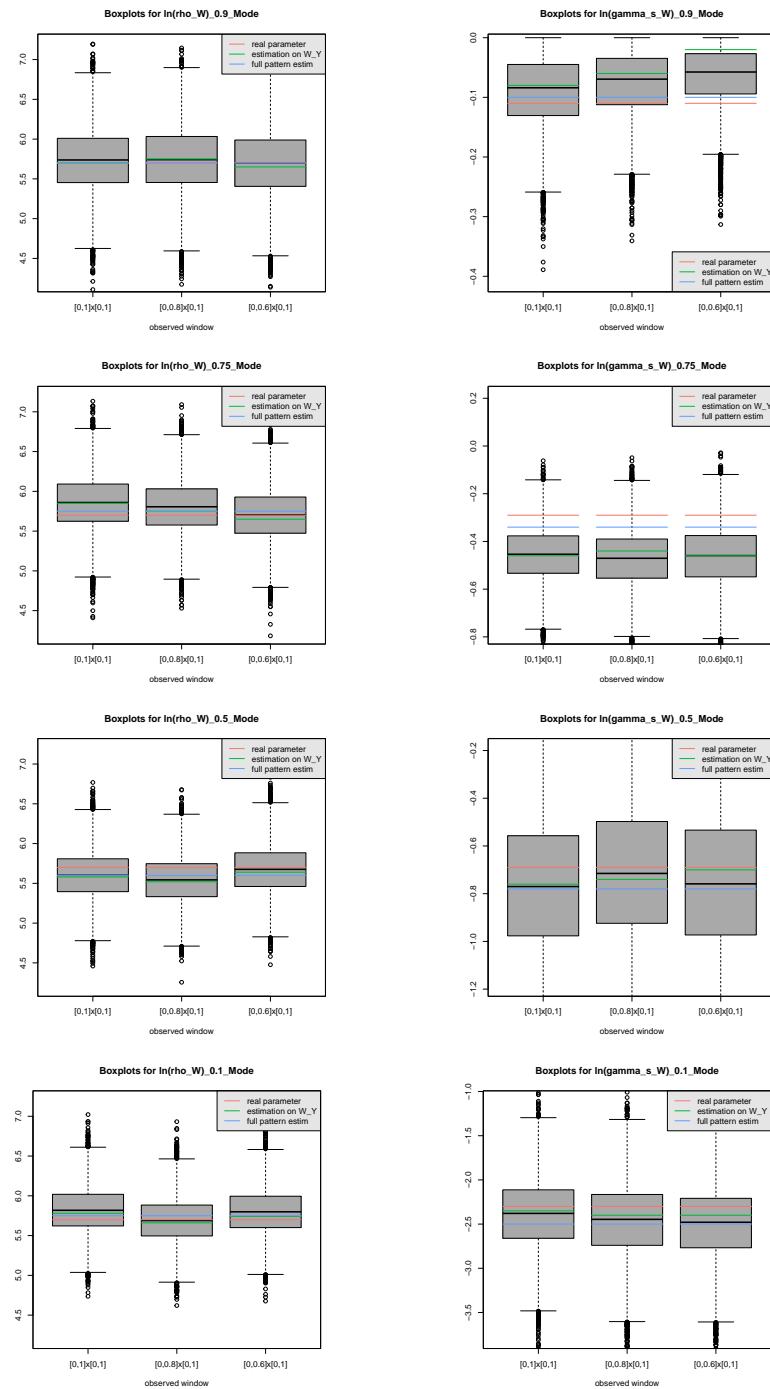 Boxplots for ln(rho_W)_0.9_Mode
real parameter
estimation on W_Y
full pattern estim
7.0
6.5
6.0
5.5
5.0
4.5
[0,1]x[0,1]
[0,0.8]x[0,1]
[0,0.6]x[0,1]
observed window
Boxplots for ln(gamma_s_W)_0.9_Mode
0.0
−0.1
−0.2
−0.3
−0.4
real parameter
estimation on W_Y
full pattern estim
[0,1]x[0,1]
[0,0.8]x[0,1]
[0,0.6]x[0,1]
observed window
Boxplots for ln(rho_W)_0.75_Mode
real parameter
estimation on W_Y
full pattern estim
7.0
6.5
6.0
5.5
5.0
4.5
[0,1]x[0,1]
[0,0.8]x[0,1]
[0,0.6]x[0,1]
observed window
Boxplots for ln(gamma_s_W)_0.75_Mode
real parameter
estimation on W_Y
full pattern estim
0.2
0.0
−0.2
−0.4
−0.6
−0.8
[0,1]x[0,1]
[0,0.8]x[0,1]
[0,0.6]x[0,1]
observed window
Boxplots for ln(rho_W)_0.5_Mode
real parameter
estimation on W_Y
full pattern estim
7.0
6.5
6.0
5.5
5.0
4.5
[0,1]x[0,1]
[0,0.8]x[0,1]
[0,0.6]x[0,1]
observed window
Boxplots for ln(gamma_s_W)_0.5_Mode
real parameter
estimation on W_Y
full pattern estim
−0.2
−0.4
−0.6
−0.8
−1.0
−1.2
[0,1]x[0,1]
[0,0.8]x[0,1]
[0,0.6]x[0,1]
observed window
Boxplots for ln(rho_W)_0.1_Mode
real parameter
estimation on W_Y
full pattern estim
7.0
6.5
6.0
5.5
5.0
4.5
[0,1]x[0,1]
[0,0.8]x[0,1]
[0,0.6]x[0,1]
observed window
Boxplots for ln(gamma_s_W)_0.1_Mode
real parameter
estimation on W_Y
full pattern estim
−1.0
−1.5
−2.0
−2.5
−3.0
−3.5
[0,1]x[0,1]
[0,0.8]x[0,1]
[0,0.6]x[0,1]
observed window